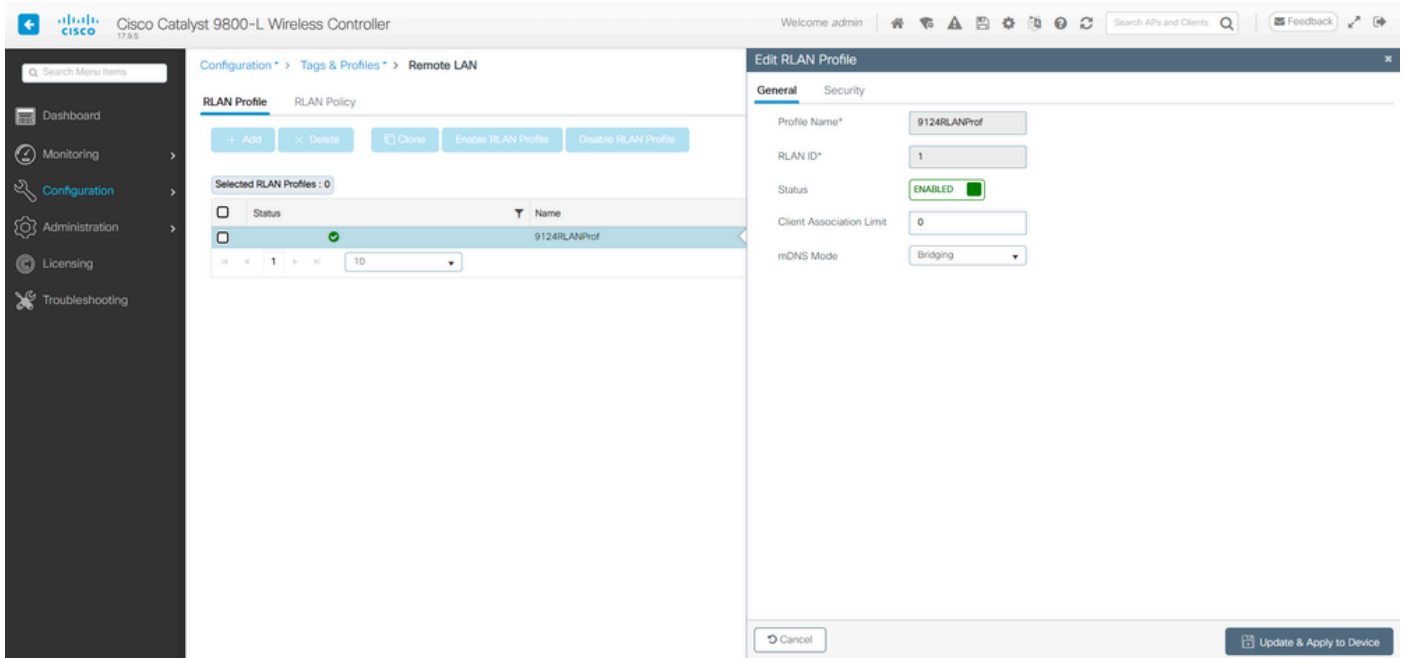 CISCO
Cisco Catalyst 9800-L Wireless Controller
17.9.5
Welcome admin
Search APs and Clients
Feedback
Search Menu Items
Dashboard
Monitoring
Configuration
Administration
Licensing
Troubleshooting
Configuration > Tags & Profiles > Remote LAN
RLAN Profile RLAN Policy
+ Add × Delete Clone Enable RLAN Profile Disable RLAN Profile
Selected RLAN Profiles : 0
Status Name
9124RLANProf
1 10
Edit RLAN Profile
General Security
Profile Name* 9124RLANProf
RLAN ID* 1
Status ENABLED
Client Association Limit 0
mDNS Mode Bridging
Cancel Update & Apply to Device